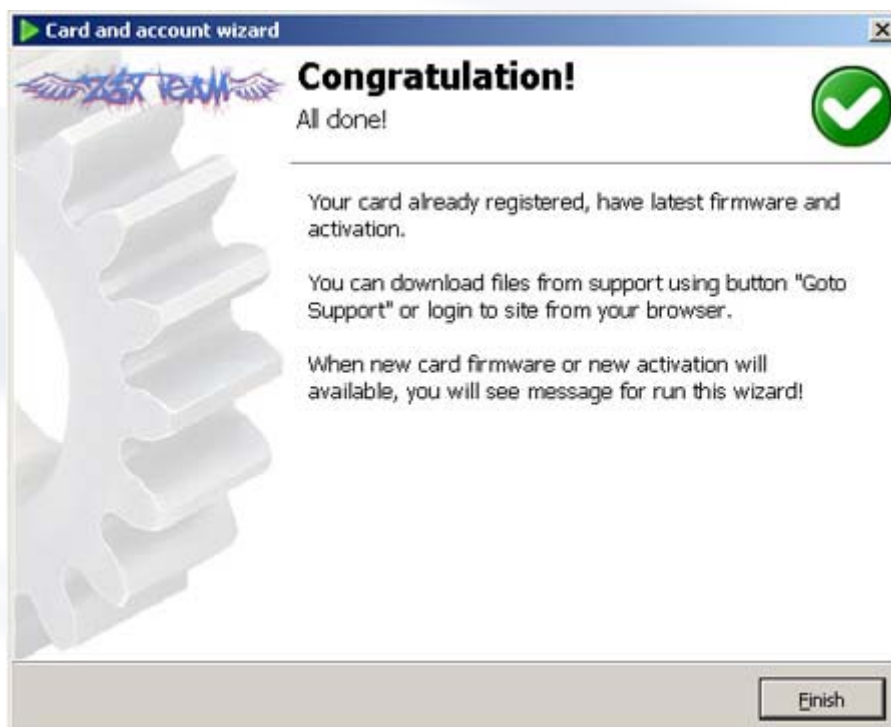 Card and account wizard
Z3X TEAM
Congratulation!
All done!
Your card already registered, have latest firmware and
activation.
You can download files from support using button "Goto
Support" or login to site from your browser.
When new card firmware or new activation will
available, you will see message for run this wizard!
Finish